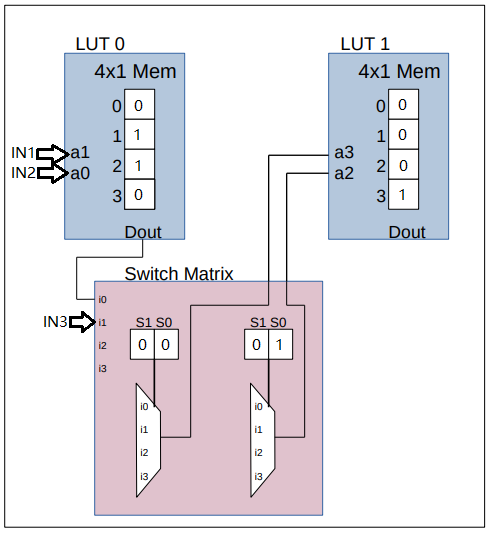 LUT 0
LUT 1
4x1 Mem
4x1 Mem
0 0
0 0
1 1
1 0
IN1 a1
a3
2 1
2 0
IN2 a0
a2
3 0
3 1
Dout
Dout
Switch Matrix
i0
IN3 i1
S1 S0
S1 S0
i2
0 0
0 1
i3
i0
i0
i1
i1
i2
i2
i3
i3